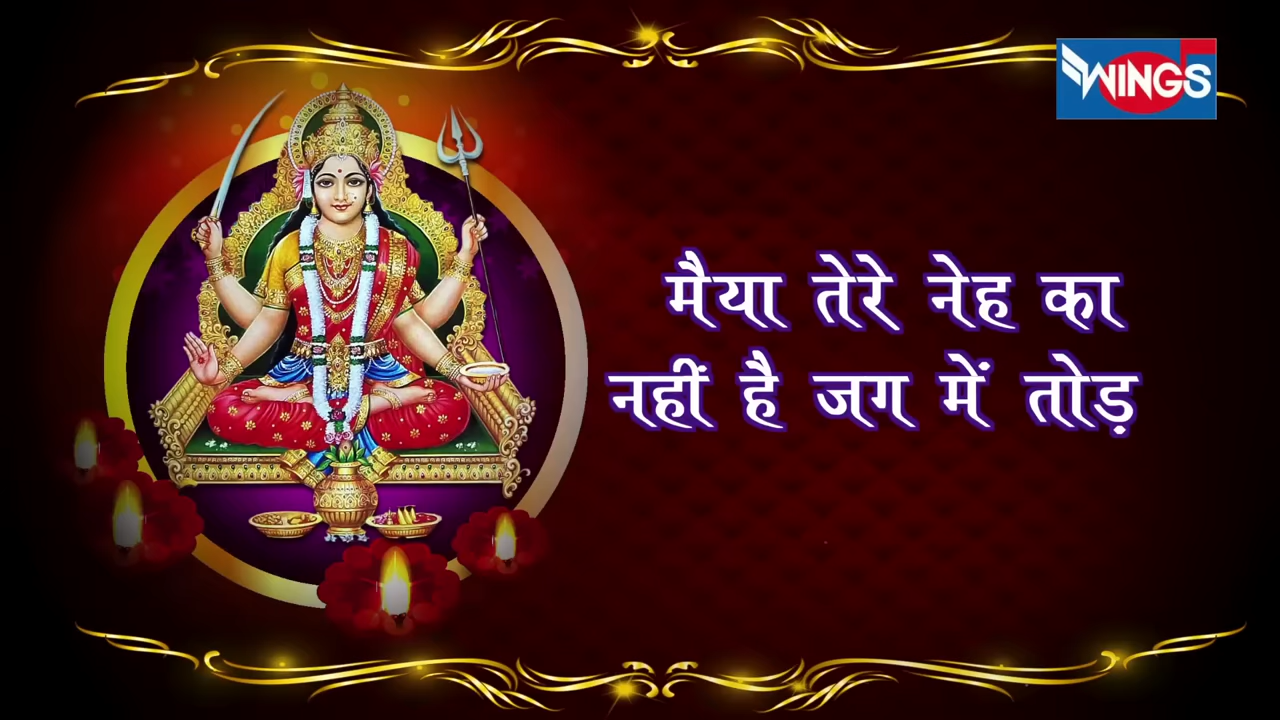 WINGS
मैया तेरे नेह का
नहीं है जग में तोड़